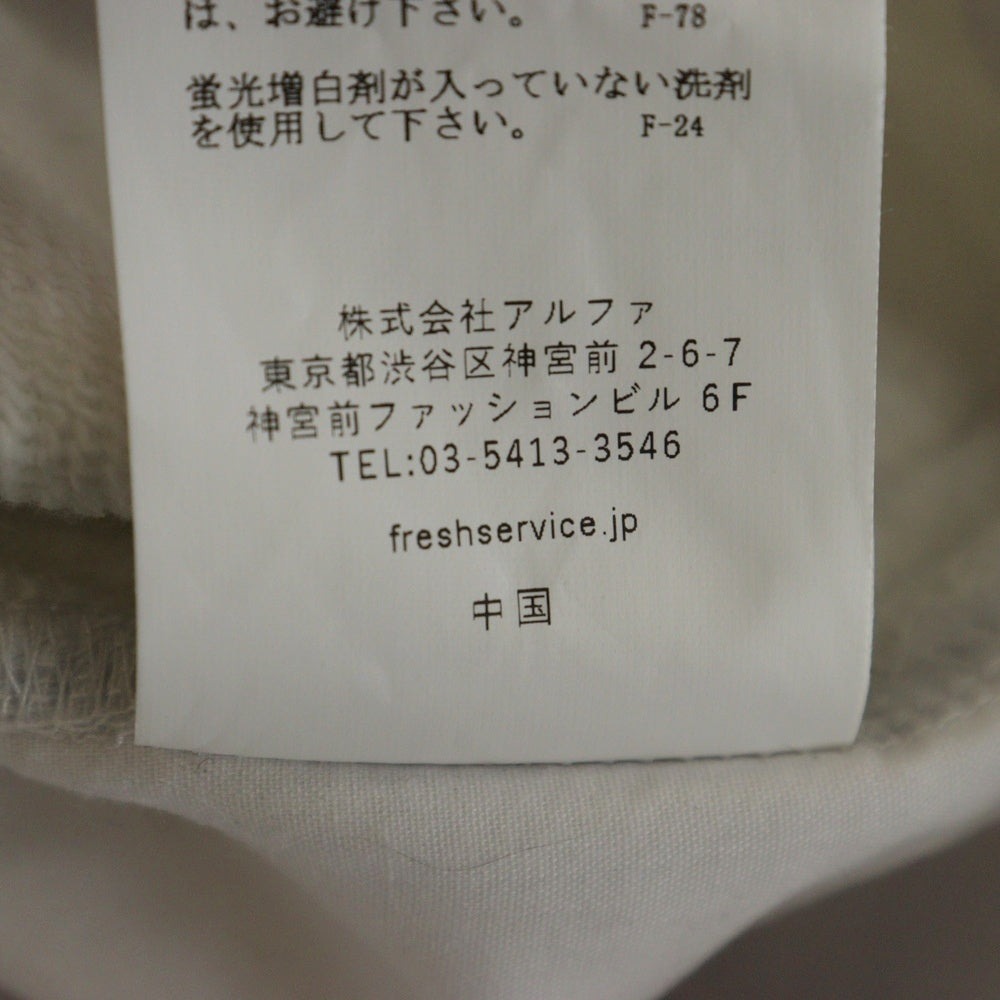 は、お避け下さい。 F-78
蛍光増白剤が入っていない洗剤
を使用して下さい。 F-24
株式会社アルファ
東京都渋谷区神宮前 2-6-7
神宮前ファッションビル 6F
TEL:03-5413-3546
freshservice.jp
中国